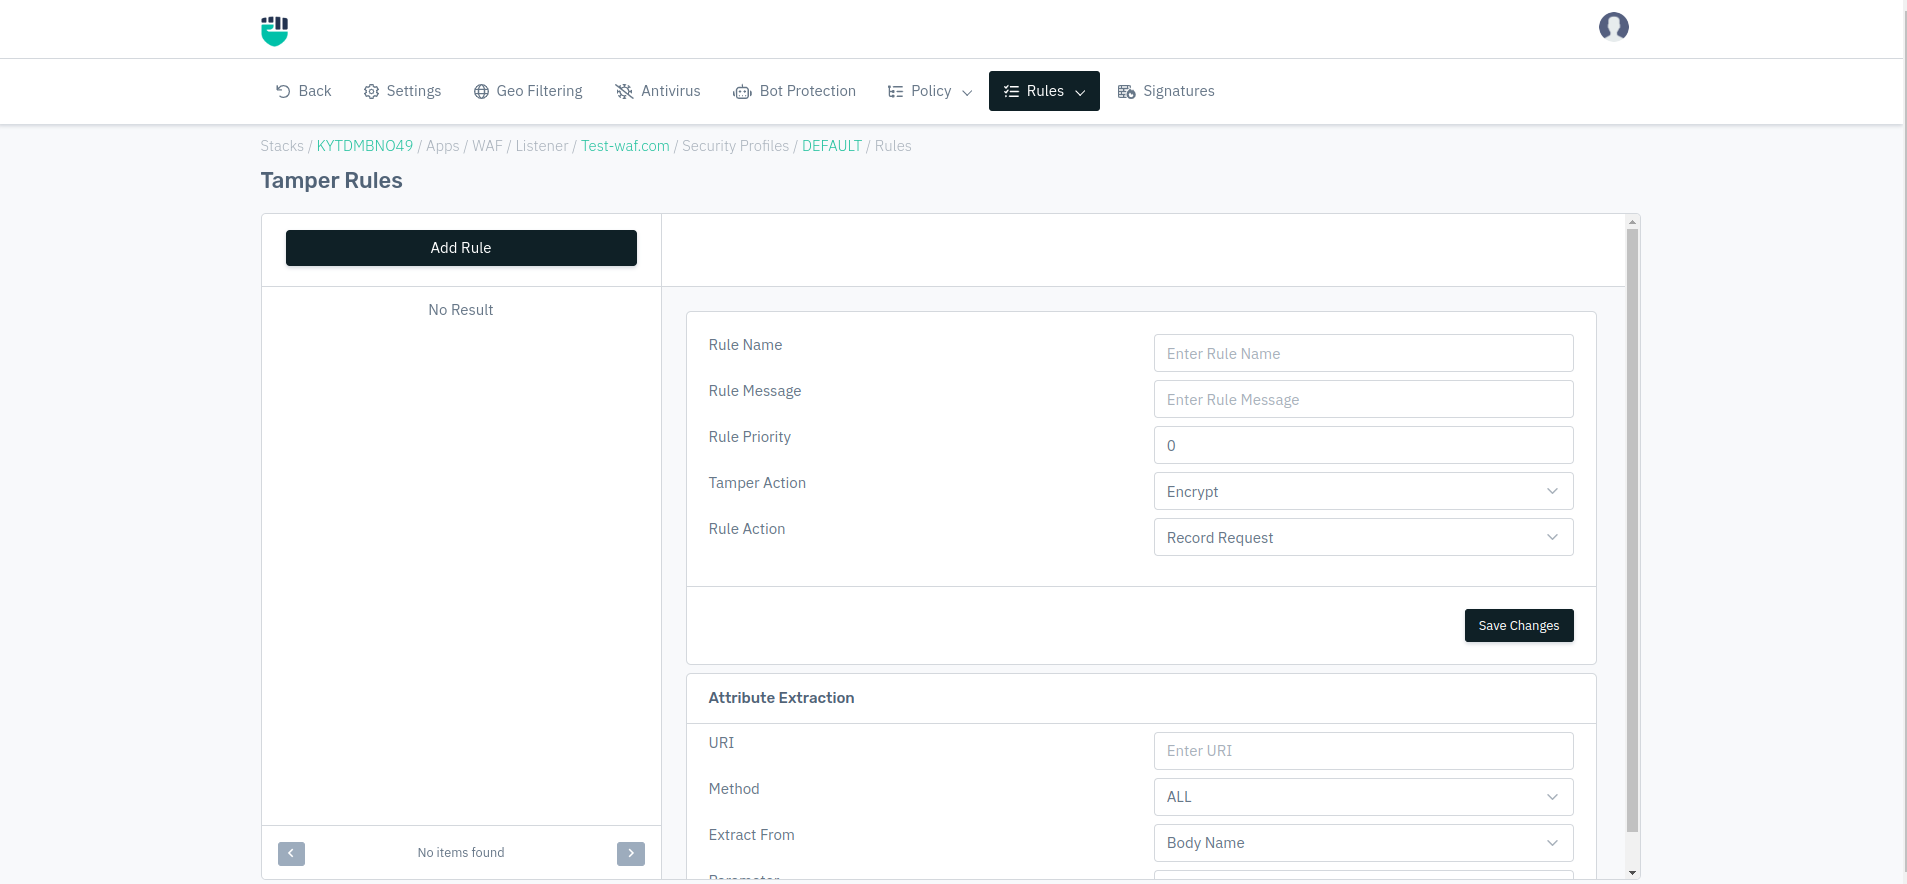 Back Settings Geo Filtering Antivirus Bot Protection Policy Rules Signatures
Stacks / KYTDMBNO49 / Apps / WAF / Listener / Test-waf.com / Security Profiles / DEFAULT / Rules
Tamper Rules
Add Rule
No Result
Rule Name
Enter Rule Name
Rule Message
Enter Rule Message
Rule Priority
0
Tamper Action
Encrypt
Rule Action
Record Request
Save Changes
Attribute Extraction
URI
Enter URI
Method
ALL
Extract From
Body Name
No items found